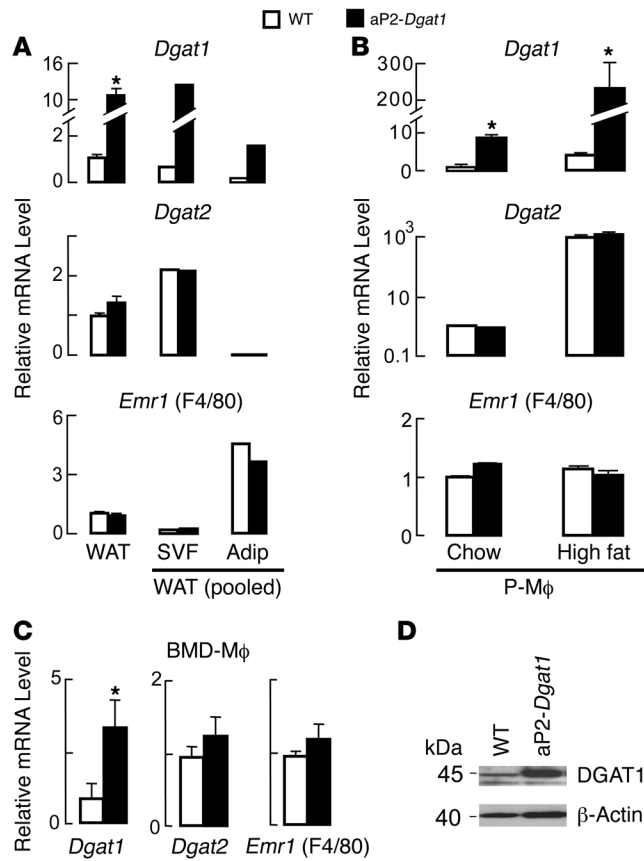 WT aP2-Dgat1
A
Dgat1
*
16
10
2
0
Dgat2
2
0
Emr1 (F4/80)
6
3
0
WAT SVF Adip
WAT (pooled)
Relative mRNA Level
B
Dgat1
*
*
300
200
10
0
Dgat2
10³
10
1.0
0.1
Emr1 (F4/80)
2
1
0
Chow High fat
P-Mϕ
Relative mRNA Level
C
BMD-Mϕ
Relative mRNA Level
5
0
*
2
0
Dgat1 Dgat2 Emr1 (F4/80)
D
WT
aP2-Dgat1
kDa
45 DGAT1
40 β-Actin